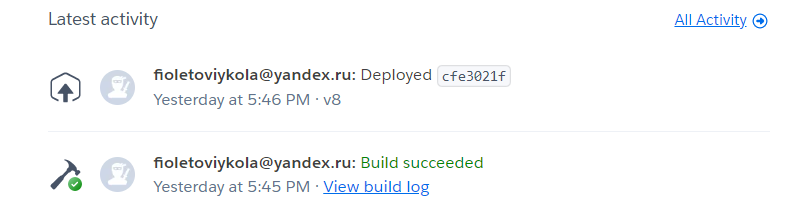 Latest activity
All Activity
fioletoviykola@yandex.ru: Deployed cfe3021f
Yesterday at 5:46 PM · v8
fioletoviykola@yandex.ru: Build succeeded
Yesterday at 5:45 PM · View build log